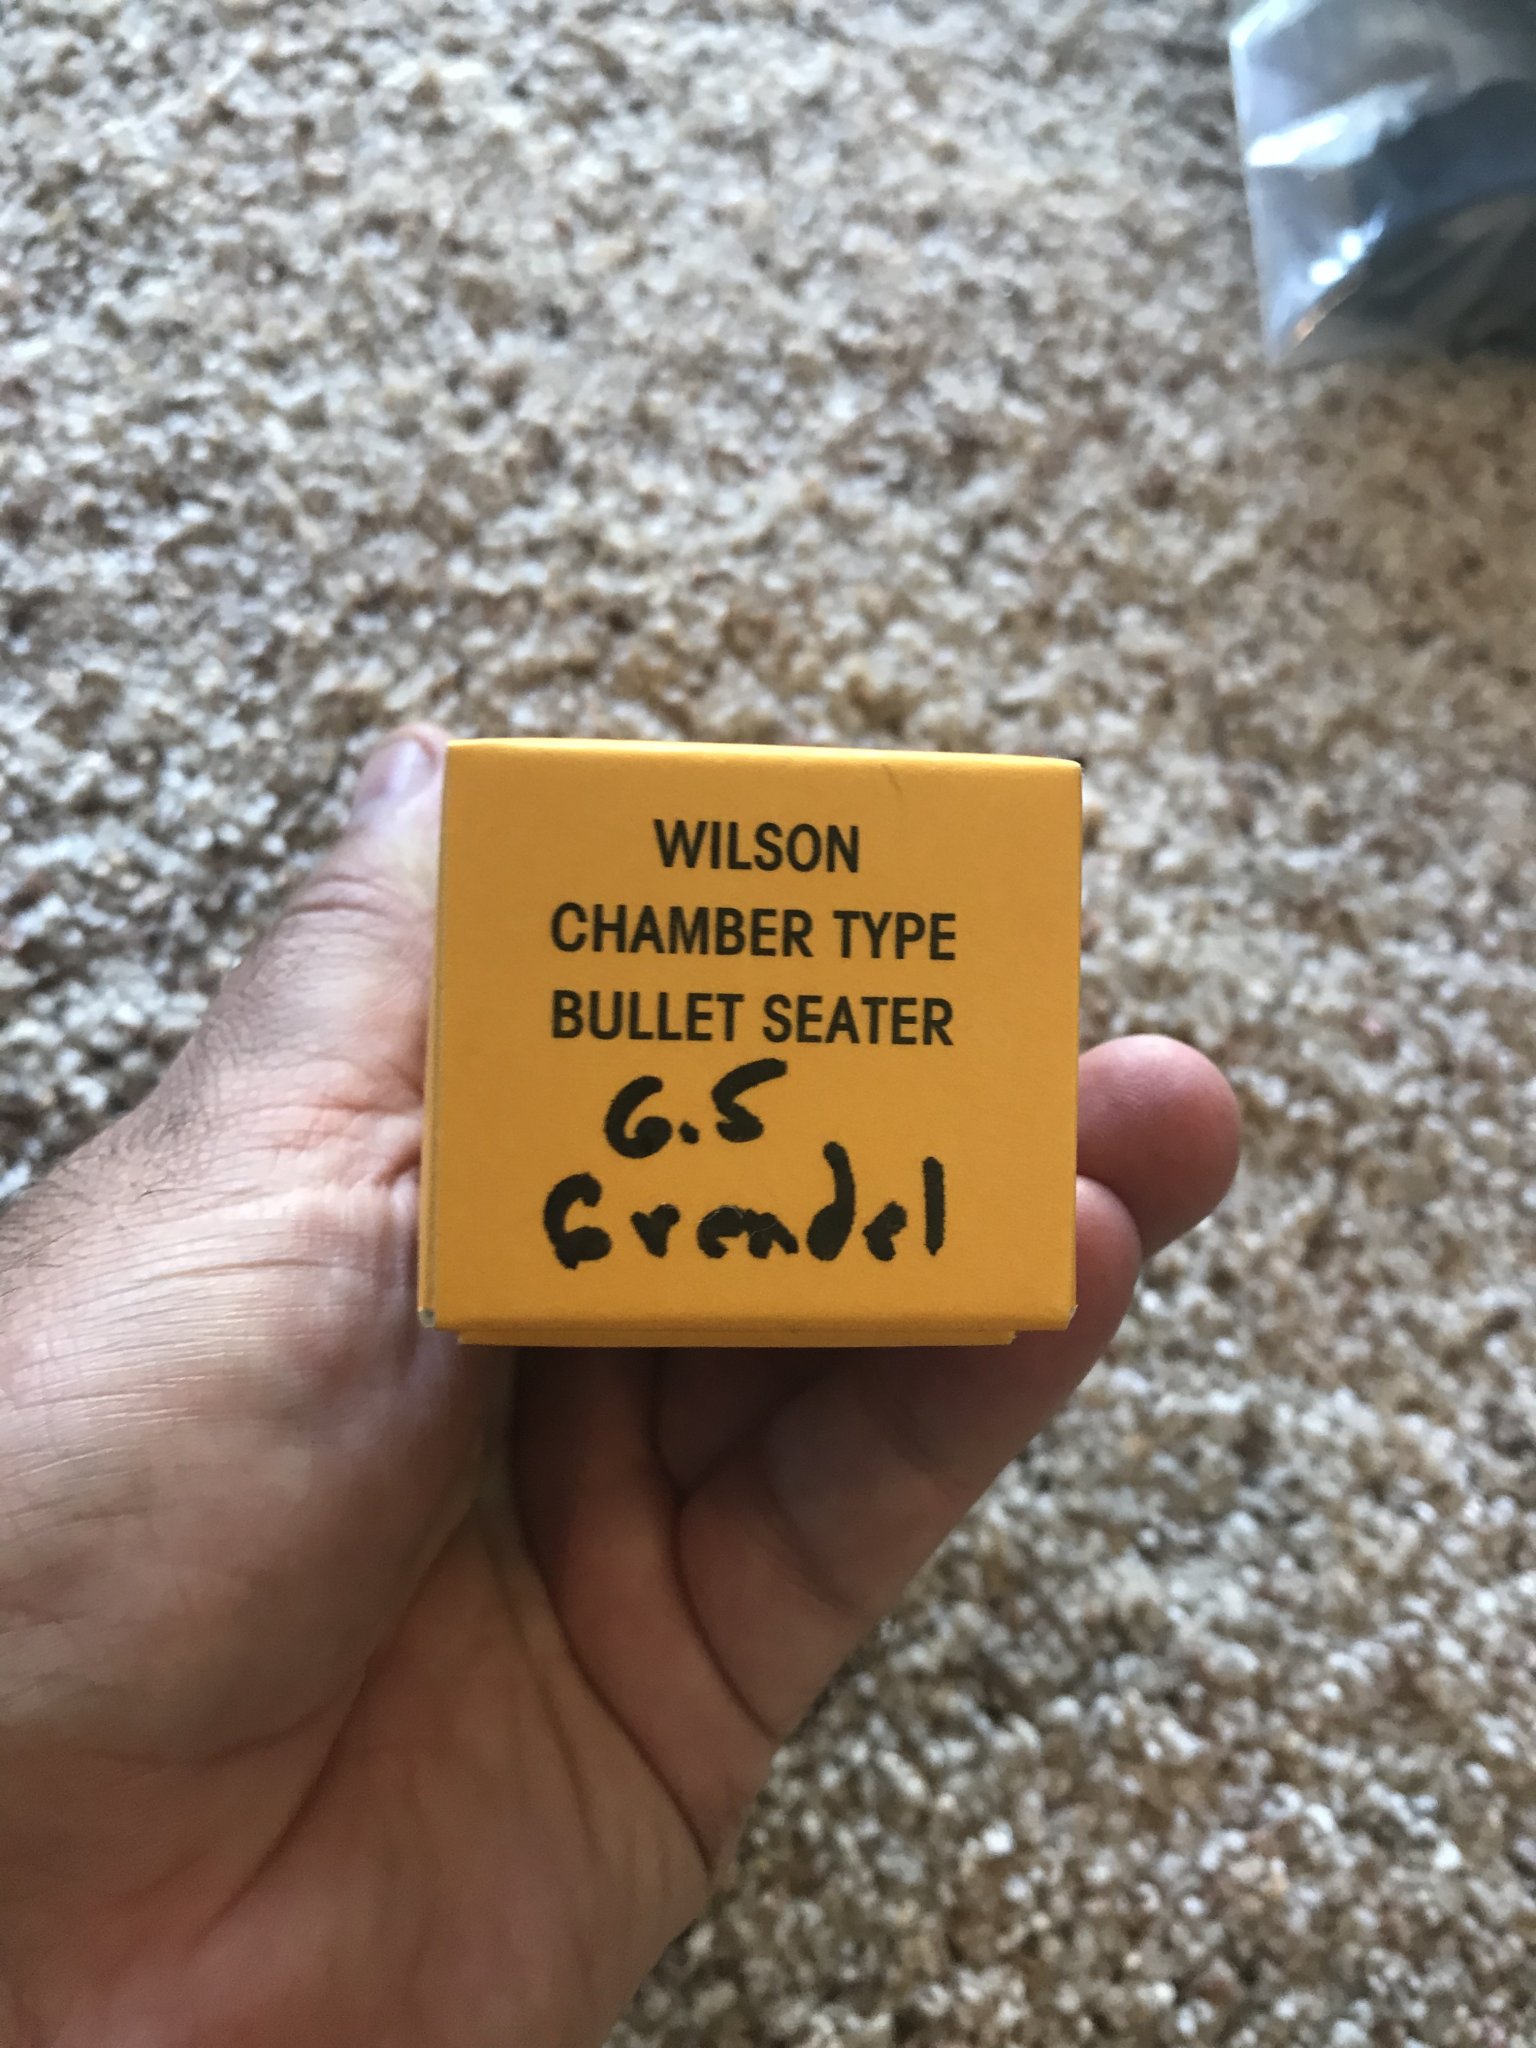 WILSON
CHAMBER TYPE
BULLET SEATER
6.5
Grendel